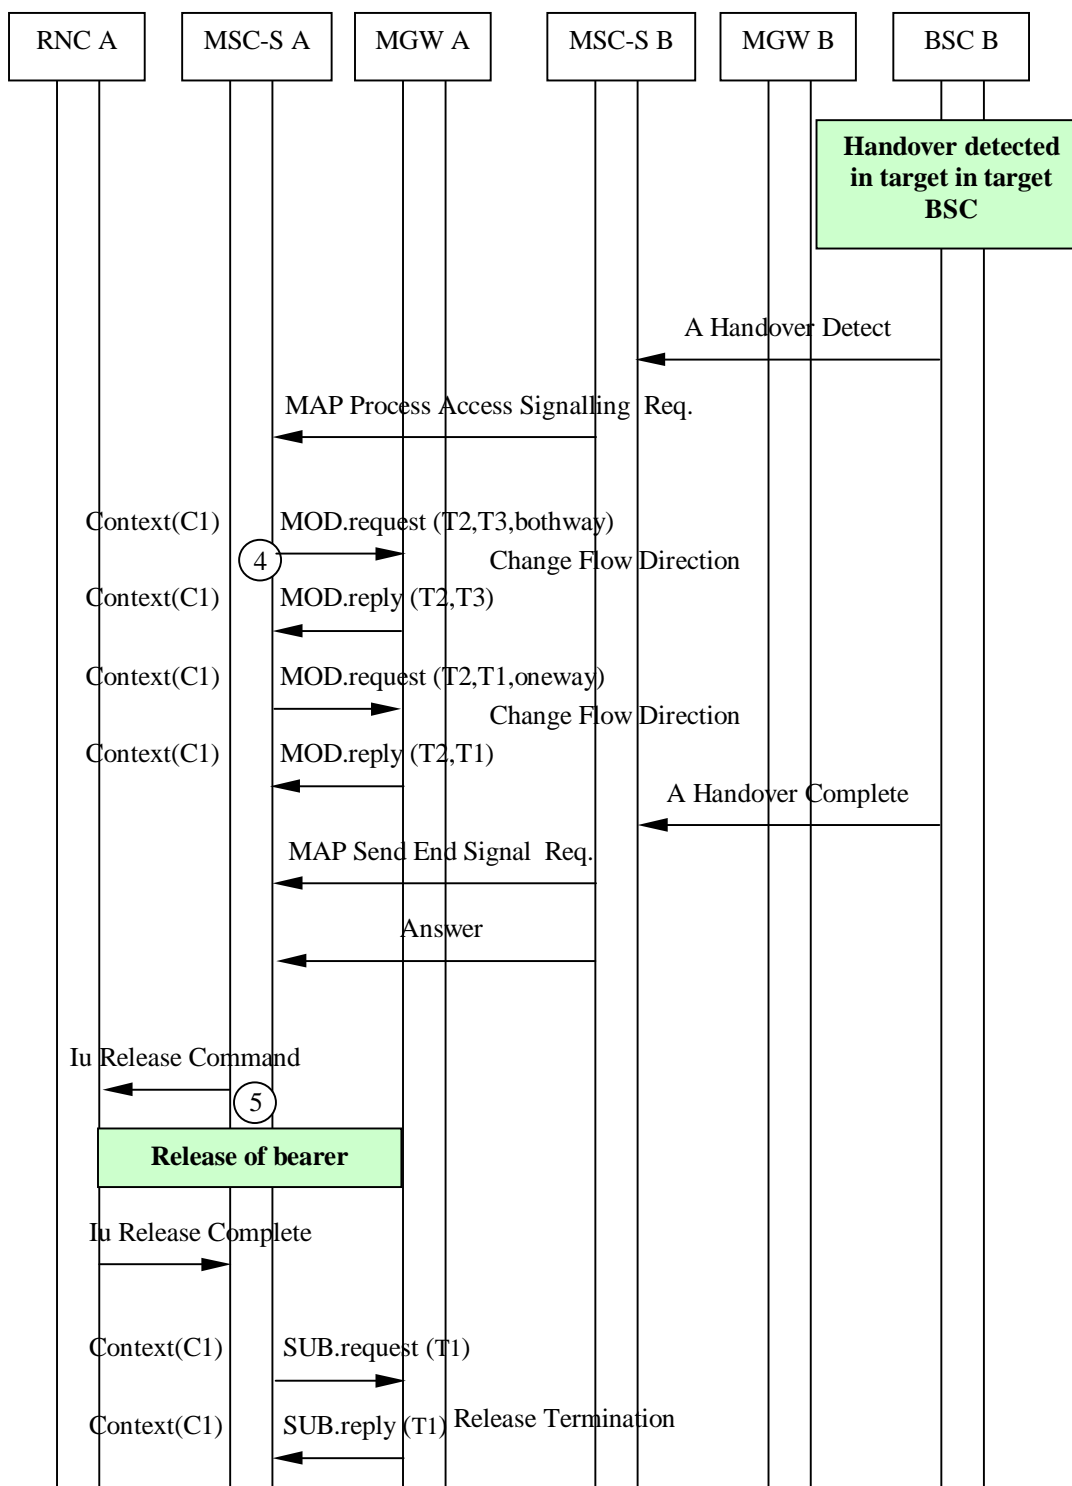 RNC A
MSC-S A
MGW A
MSC-S B
MGW B
BSC B
Handover detected
in target in target
BSC
A Handover Detect
MAP Process Access Signalling  Req.
Context(C1)
MOD.request (T2,T3,bothway)
4
Change Flow Direction
Context(C1)
MOD.reply (T2,T3)
Context(C1)
MOD.request (T2,T1,oneway)
Change Flow Direction
Context(C1)
MOD.reply (T2,T1)
A Handover Complete
MAP Send End Signal  Req.
Answer
Iu Release Command
5
Release of bearer
Iu Release Complete
Context(C1)
SUB.request (T1)
Context(C1)
SUB.reply (T1)
Release Termination